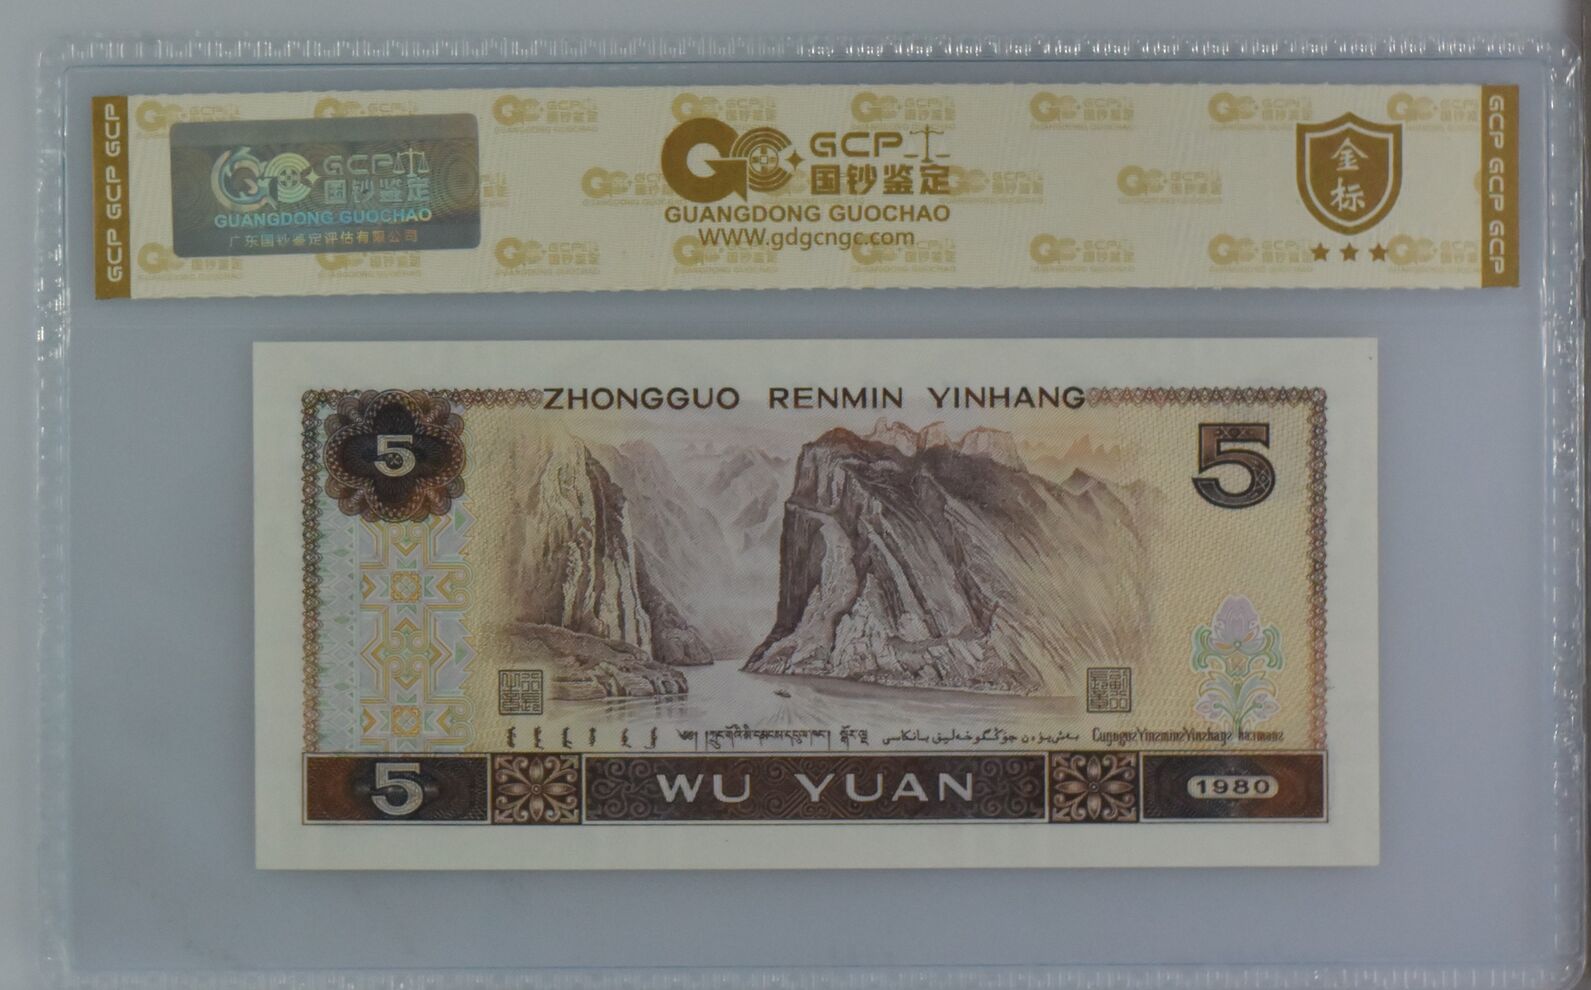 GCP GCP GCP
GCP
国钞鉴定
GUANGDONG GUOCHAO
广东国钞鉴定评估有限公司
GCP
国钞鉴定
GUANGDONG GUOCHAO
WWW.gdgcngc.com
金
标
GCP GCP GCP
ZHONGGUO RENMIN YINHANG
5
5
5
WU YUAN
1980